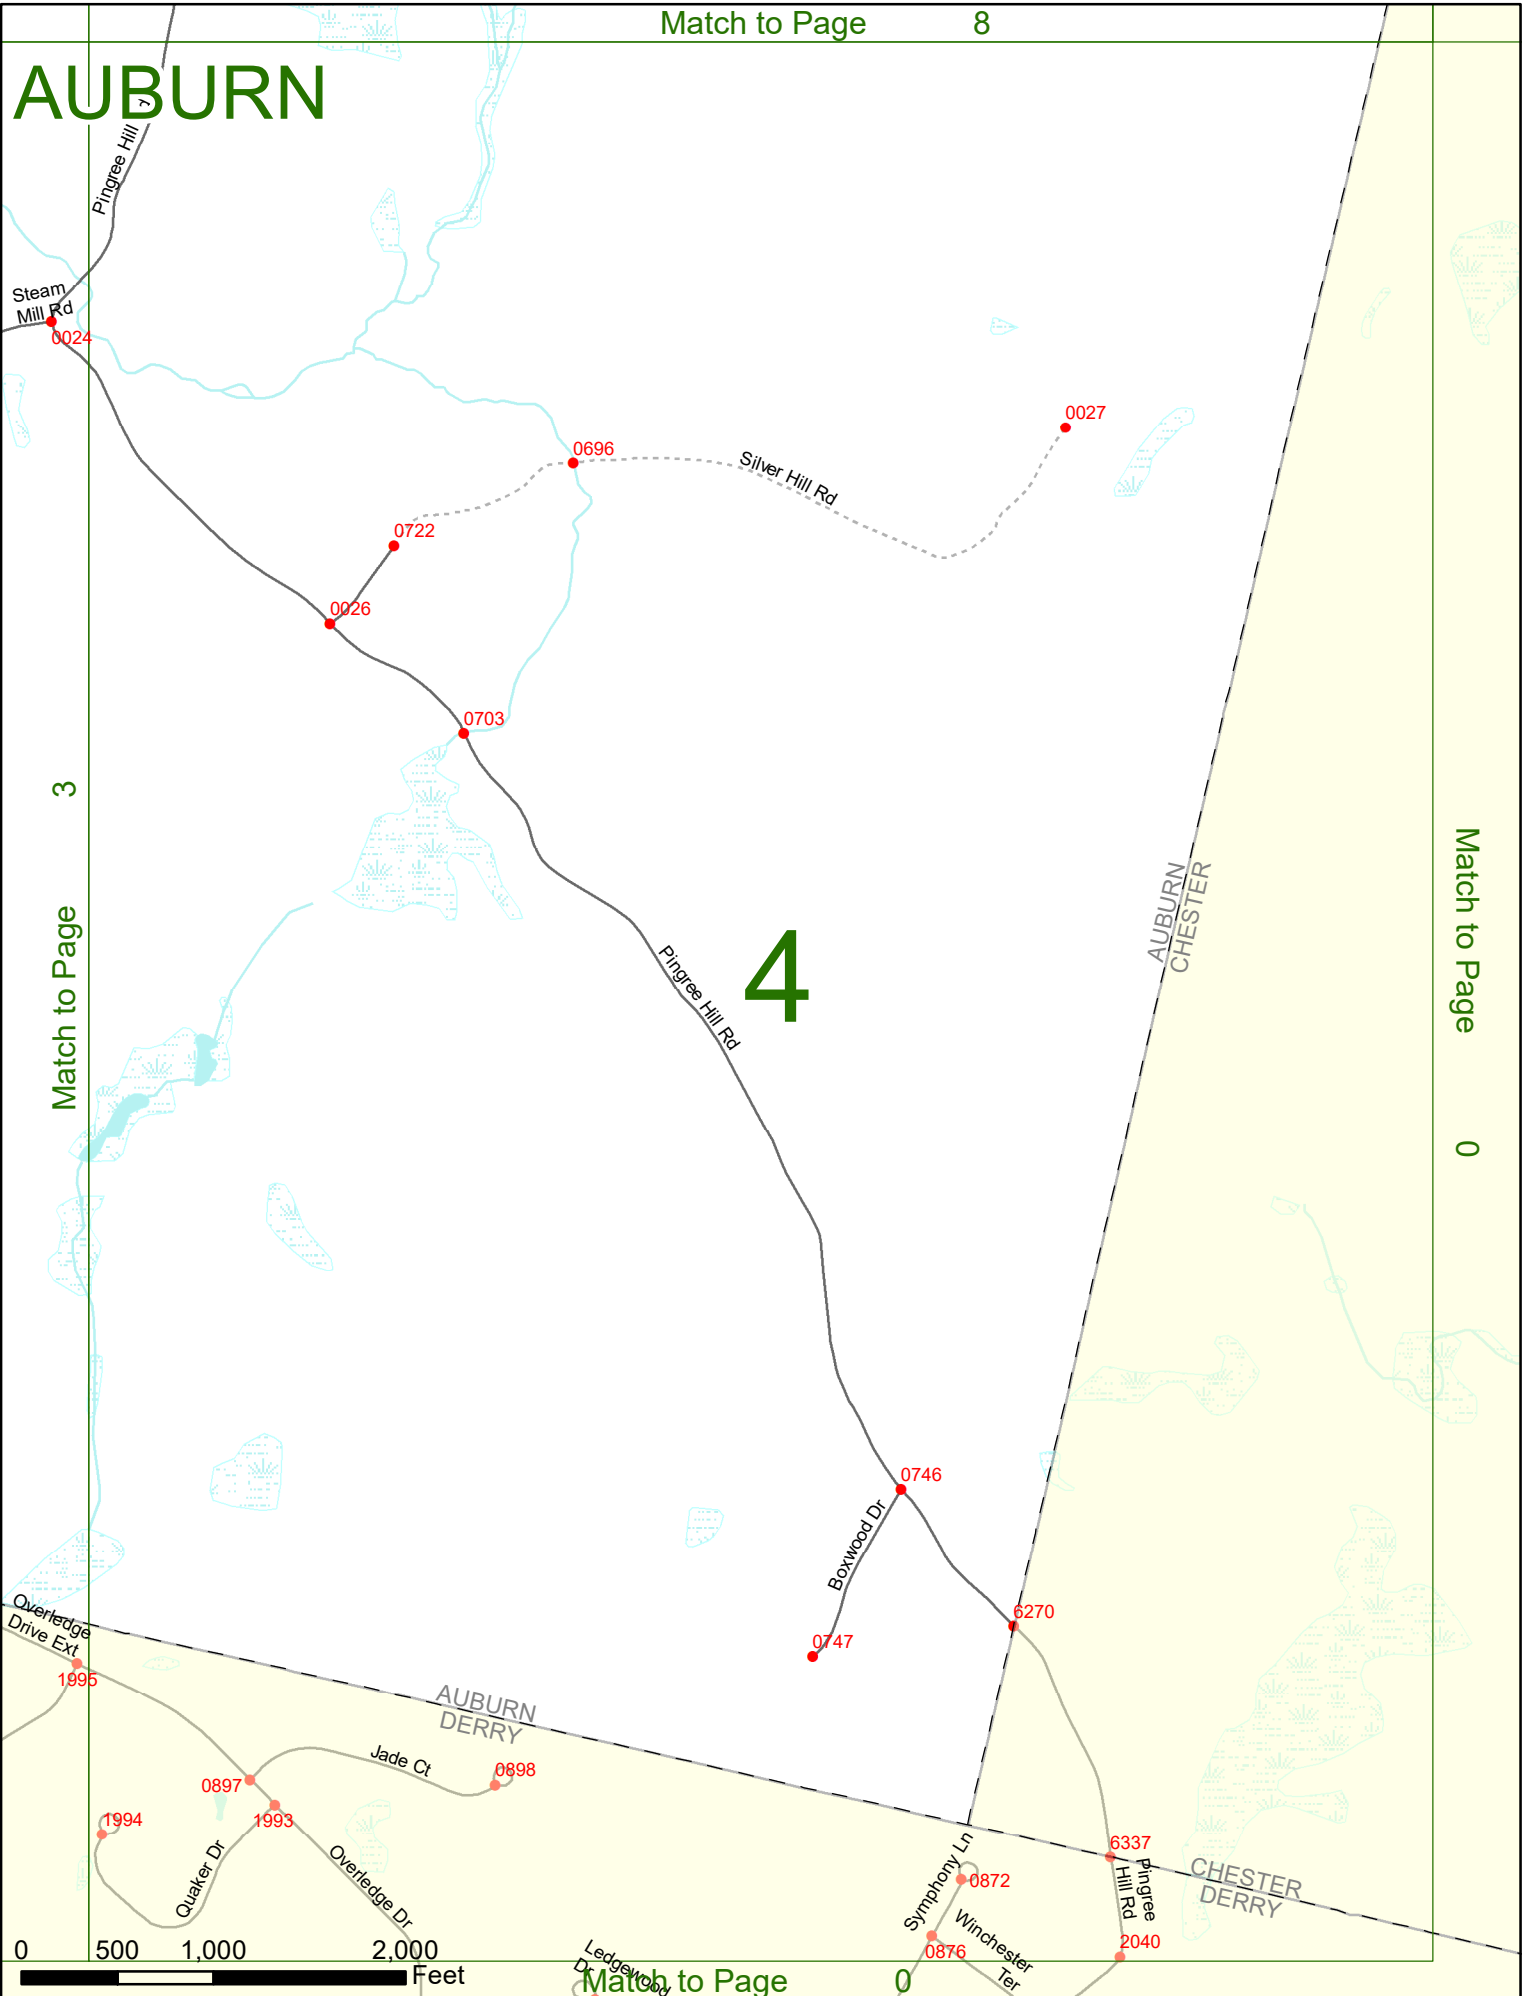 Match to Page 8
AUBURN
Pingree Hill
Steam
Mill Rd
0024
0027
0696
Silver Hill Rd
0722
0026
0703
3
Match to Page
Match to Page
0
AUBURN
CHESTER
4
Pingree Hill Rd
0746
Boxwood Dr
6270
0747
Overledge
Drive Ext
1995
AUBURN
DERRY
Jade Ct
0898
0897
1993
1994
Quaker Dr
Overledge Dr
6337
Pingree
Hill Rd
CHESTER
DERRY
Symphony Ln
0872
0876
Winchester
Ter
2040
0 500 1,000 2,000
Feet
Ledgewood
Dr
Match to Page 0